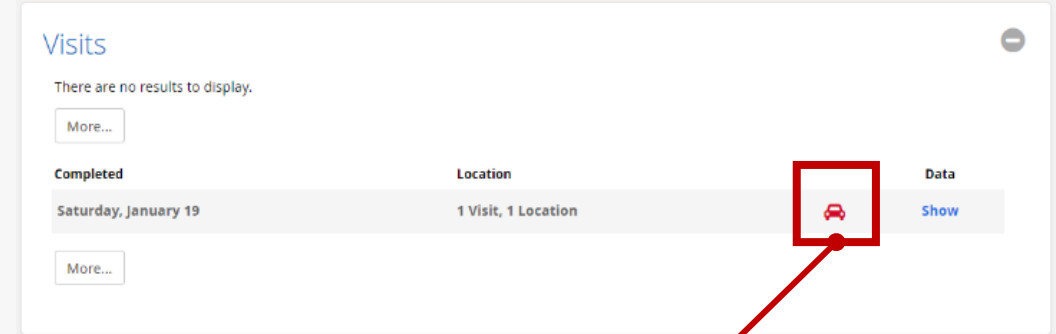 Visits
There are no results to display.
More...
Completed Location Data
Saturday, January 19 1 Visit, 1 Location Show
More...